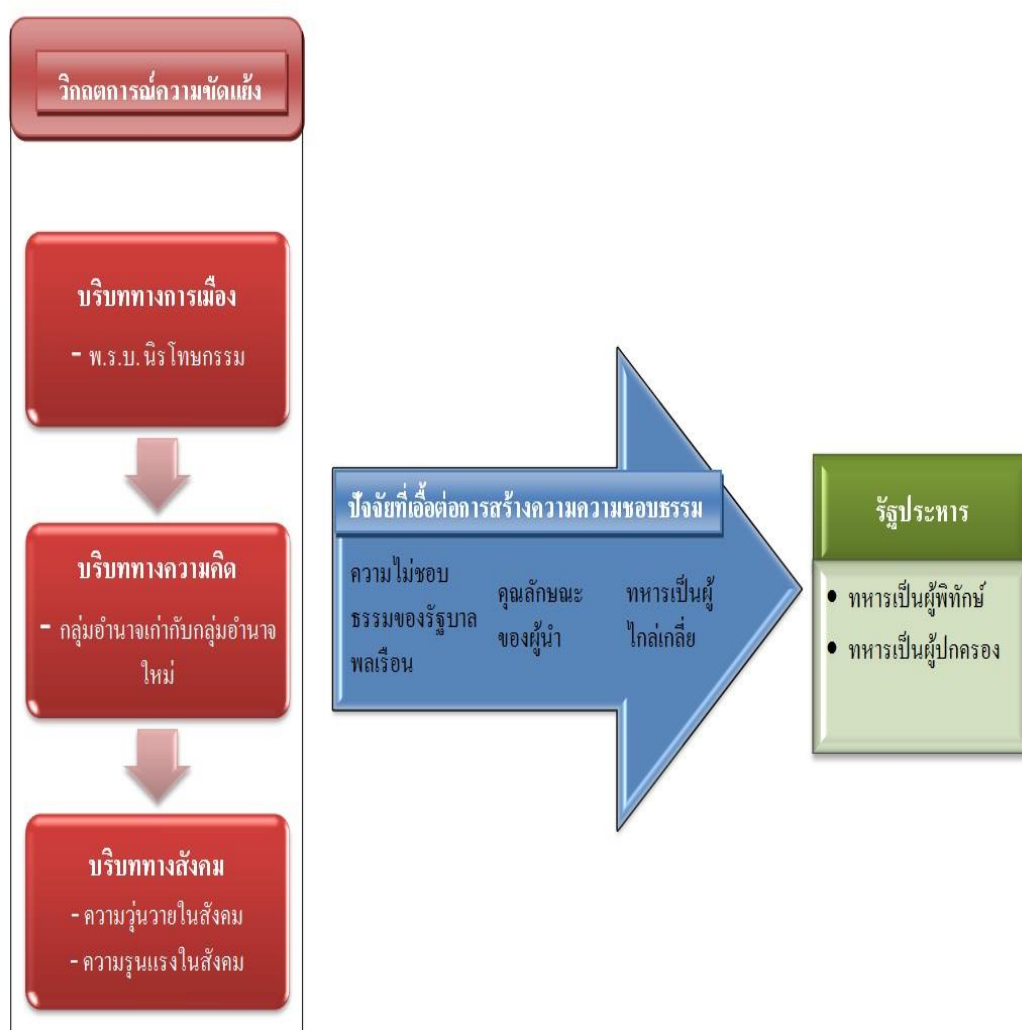 วิกฤตการณ์ความขัดแย้ง
บริบททางการเมือง
- พ.ร.บ.นิรโทษกรรม
บริบททางความคิด
- กลุ่มอำนาจเก่ากับกลุ่มอำนาจ
ใหม่
บริบททางสังคม
- ความวุ่นวายในสังคม
- ความรุนแรงในสังคม
ปัจจัยที่เอื้อต่อการสร้างความความชอบธรรม
ความไม่ชอบ
ธรรมของรัฐบาล
พลเรือน
คุณลักษณะ
ของผู้นำ
ทหารเป็นผู้
ไกล่เกลี่ย
รัฐประหาร
• ทหารเป็นผู้พิทักษ์
• ทหารเป็นผู้ปกครอง